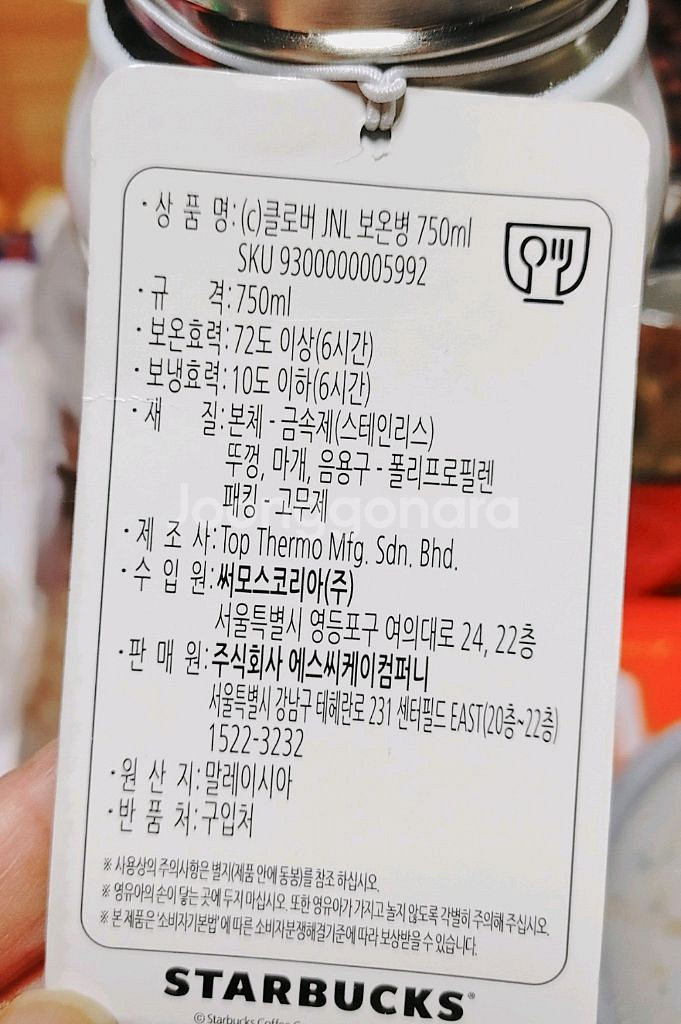 · 상 품 명: (c)클로버 JNL 보온병 750ml
SKU 9300000005992
· 규 격: 750ml
· 보온효력: 72도 이상(6시간)
· 보냉효력: 10도 이하(6시간)
· 재 질: 본체 - 금속제(스테인리스)
뚜껑, 마개, 음용구 - 폴리프로필렌
패킹 - 고무제
Joonggonara
· 제 조 사: Top Thermo Mfg. Sdn. Bhd.
· 수 입 원: 써모스코리아(주)
서울특별시 영등포구 여의대로 24, 22층
· 판 매 원: 주식회사 에스씨케이컴퍼니
서울특별시 강남구 테헤란로 231 센터필드 EAST(20층~22층)
1522-3232
· 원 산 지: 말레이시아
· 반 품 처: 구입처
※ 사용상의 주의사항은 별지(제품 안에 동봉)를 참조 하십시오.
※ 영유아의 손이 닿는 곳에 두지 마십시오. 또한 영유아가 가지고 놀지 않도록 각별히 주의해 주십시오.
※ 본 제품은 '소비자기본법'에 따른 소비자분쟁해결기준에 따라 보상받을 수 있습니다.
STARBUCKS®
© Starbucks Coffee